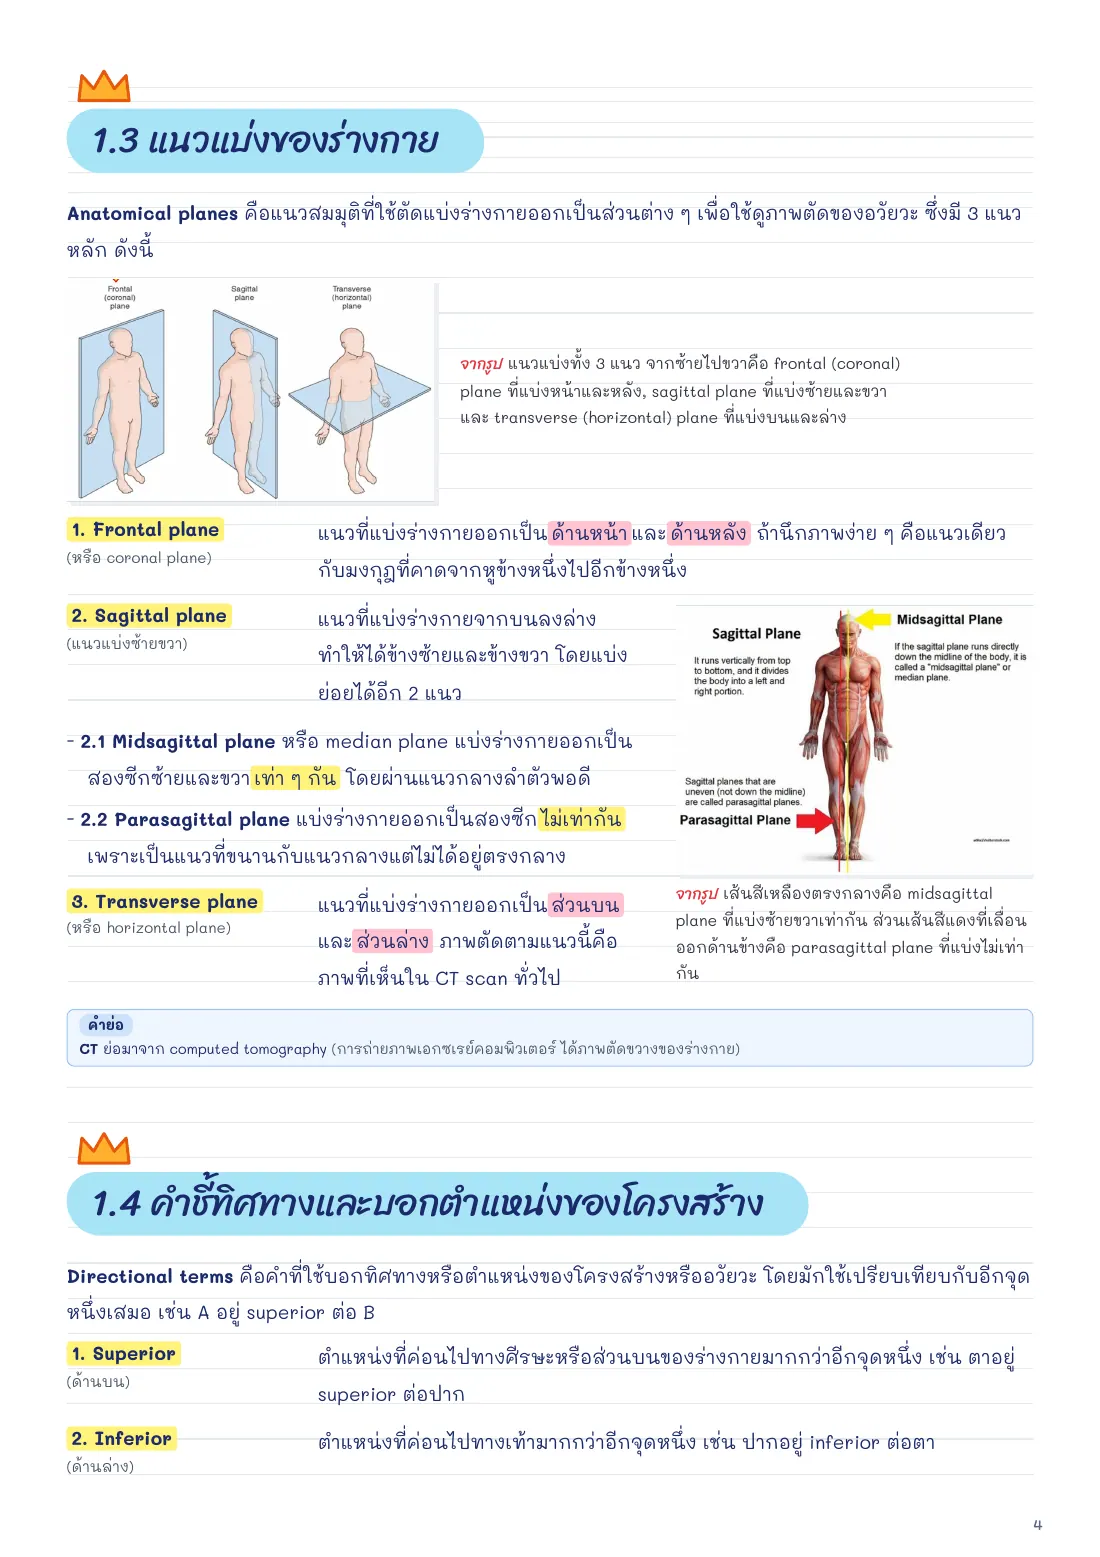 1.3 แนวแบ่งของร่างกาย
Anatomical planes คือแนวสมมุติที่ใช้ตัดแบ่งร่างกายออกเป็นส่วนต่าง ๆ เพื่อใช้ดูภาพตัดของอวัยวะ ซึ่งมี 3 แนว
หลัก ดังนี้
Frontal
(coronal)
plane
Sagittal
plane
Transverse
(horizontal)
plane
จากรูป แนวแบ่งทั้ง 3 แนว จากซ้ายไปขวาคือ frontal (coronal)
plane ที่แบ่งหน้าและหลัง, sagittal plane ที่แบ่งซ้ายและขวา
และ transverse (horizontal) plane ที่แบ่งบนและล่าง
1. Frontal plane
(หรือ coronal plane)
แนวที่แบ่งร่างกายออกเป็นด้านหน้าและด้านหลัง ถ้านึกภาพง่าย ๆ คือแนวเดียว
กับมงกุฎที่คาดจากหูข้างหนึ่งไปอีกข้างหนึ่ง
2. Sagittal plane
(แนวแบ่งซ้ายขวา)
แนวที่แบ่งร่างกายจากบนลงล่าง
ทำให้ได้ข้างซ้ายและข้างขวา โดยแบ่ง
ย่อยได้อีก 2 แนว
- 2.1 Midsagittal plane หรือ median plane แบ่งร่างกายออกเป็น
สองซีกซ้ายและขวาเท่า ๆ กัน โดยผ่านแนวกลางลำตัวพอดี
- 2.2 Parasagittal plane แบ่งร่างกายออกเป็นสองซีกไม่เท่ากัน
เพราะเป็นแนวที่ขนานกับแนวกลางแต่ไม่ได้อยู่ตรงกลาง
Sagittal Plane
It runs vertically from top
to bottom, and it divides
the body into a left and
right portion.
Midsagittal Plane
If the sagittal plane runs directly
down the midline of the body, it is
called a "midsagittal plane" or
median plane.
Sagittal planes that are
uneven (not down the midline)
are called parasagittal planes.
Parasagittal Plane
จากรูป เส้นสีเหลืองตรงกลางคือ midsagittal
plane ที่แบ่งซ้ายขวาเท่ากัน ส่วนเส้นสีแดงที่เลื่อน
ออกด้านข้างคือ parasagittal plane ที่แบ่งไม่เท่า
กัน
3. Transverse plane
(หรือ horizontal plane)
แนวที่แบ่งร่างกายออกเป็นส่วนบน
และส่วนล่าง ภาพตัดตามแนวนี้คือ
ภาพที่เห็นใน CT scan ทั่วไป
คำย่อ
CT ย่อมาจาก computed tomography (การถ่ายภาพเอกซเรย์คอมพิวเตอร์ ได้ภาพตัดขวางของร่างกาย)
1.4 คำชี้ทิศทางและบอกตำแหน่งของโครงสร้าง
Directional terms คือคำที่ใช้บอกทิศทางหรือตำแหน่งของโครงสร้างหรืออวัยวะ โดยมักใช้เปรียบเทียบกับอีกจุด
หนึ่งเสมอ เช่น A อยู่ superior ต่อ B
1. Superior
(ด้านบน)
ตำแหน่งที่ค่อนไปทางศีรษะหรือส่วนบนของร่างกายมากกว่าอีกจุดหนึ่ง เช่น ตาอยู่
superior ต่อปาก
2. Inferior
(ด้านล่าง)
ตำแหน่งที่ค่อนไปทางเท้ามากกว่าอีกจุดหนึ่ง เช่น ปากอยู่ inferior ต่อตา
4